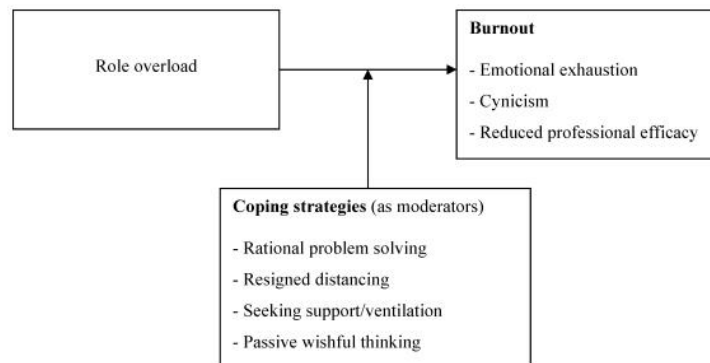 Role overload
Burnout
- Emotional exhaustion
- Cynicism
- Reduced professional efficacy
Coping strategies (as moderators)
- Rational problem solving
- Resigned distancing
- Seeking support/ventilation
- Passive wishful thinking